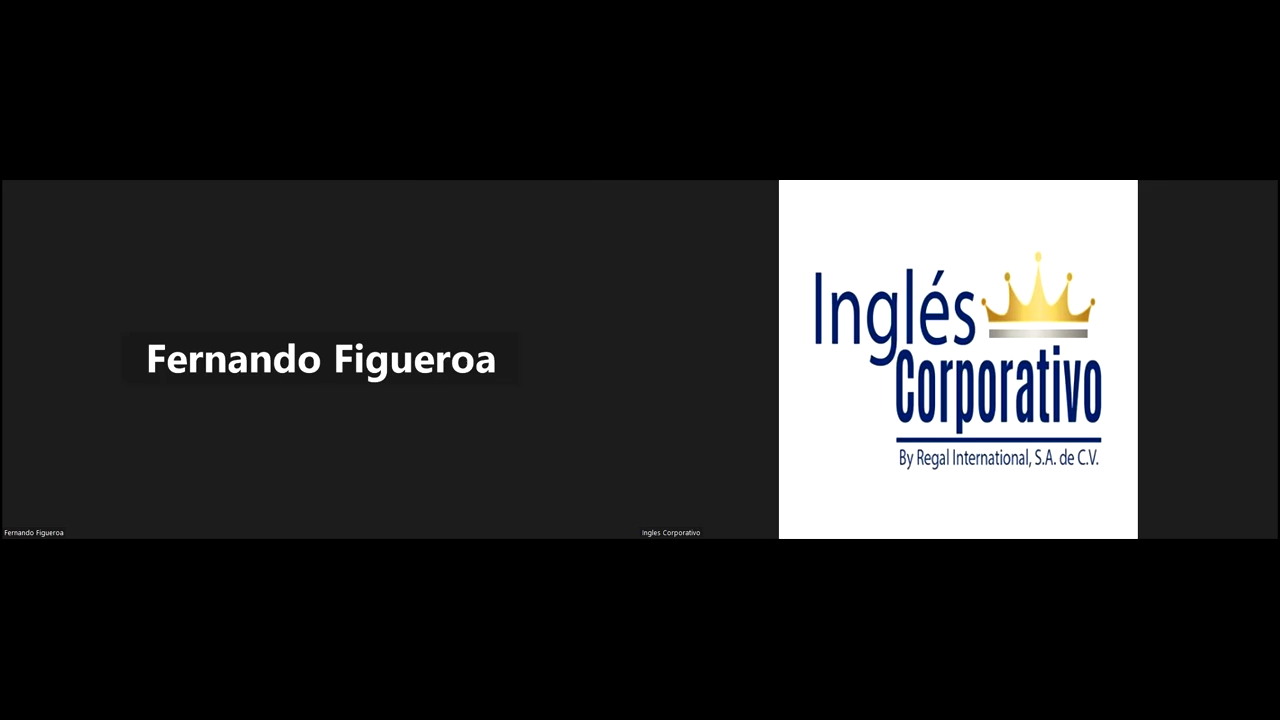 Fernando Figueroa
Inglés
Corporativo
By Regal International, S.A. de C.V.
Fernando Figueroa
Ingles Corporativo